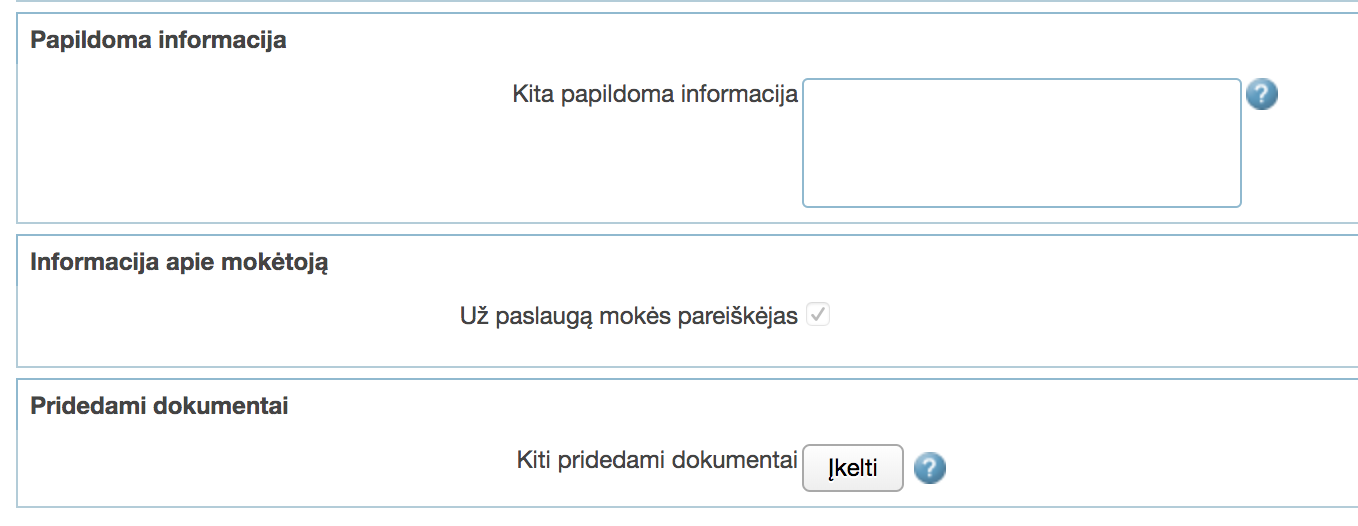 Papildoma informacija
Kita papildoma informacija
?
Informacija apie mokėtoją
Už paslaugą mokės pareiškėjas
Pridedami dokumentai
Kiti pridedami dokumentai Įkelti ?